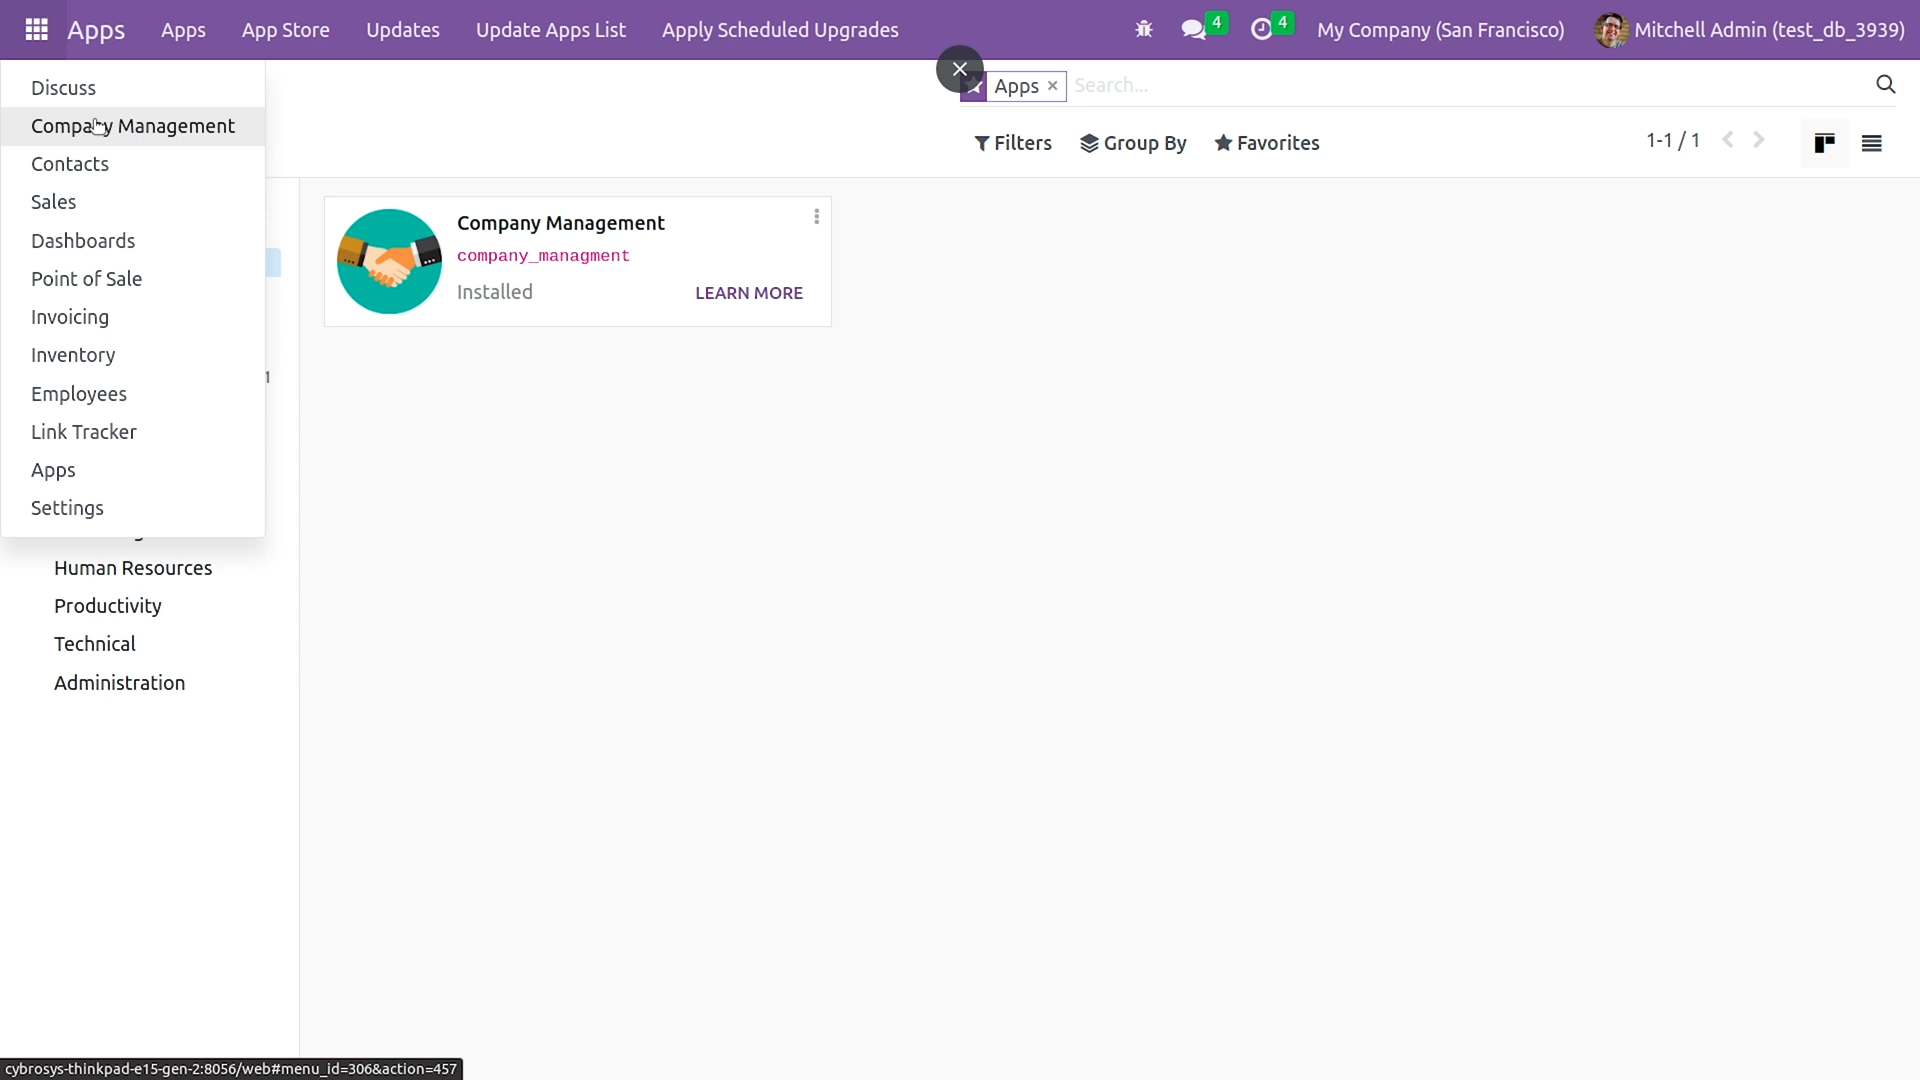 Apps
Apps
App Store
Updates
Update Apps List
Apply Scheduled Upgrades
4
4
My Company (San Francisco)
Mitchell Admin (test_db_3939)
Discuss
Company Management
Contacts
Sales
Dashboards
Point of Sale
Invoicing
Inventory
Employees
Link Tracker
Apps
Settings
Human Resources
Productivity
Technical
Administration
1
Apps ×
Search...
Filters
Group By
Favorites
1-1 / 1
Company Management
company_managment
Installed
LEARN MORE
cybrosys-thinkpad-e15-gen-2:8056/web#menu_id=306&action=457